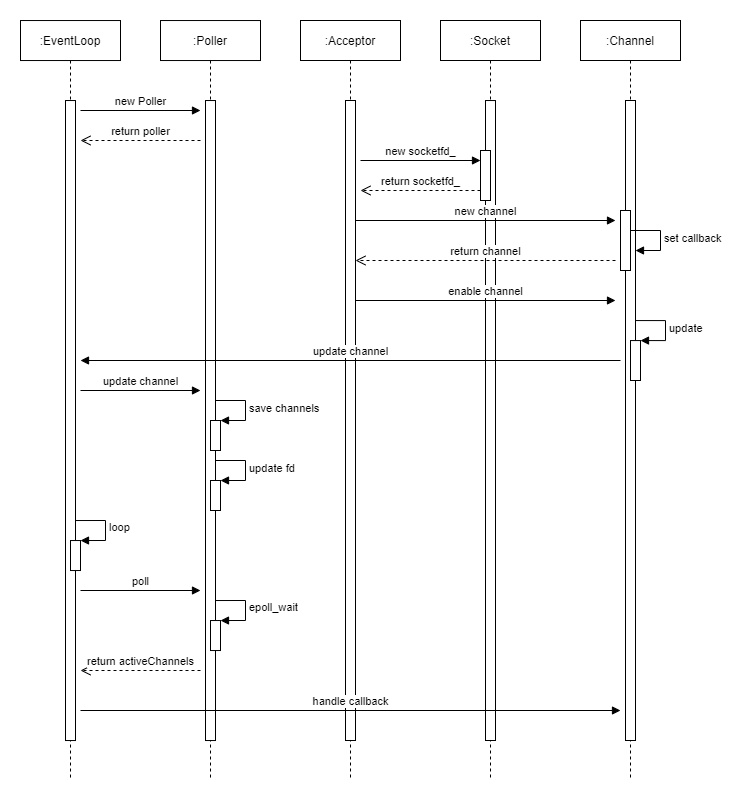 :EventLoop
:Poller
:Acceptor
:Socket
:Channel
new Poller
return poller
new socketfd_
return socketfd_
new channel
set callback
return channel
enable channel
update
update channel
update channel
save channels
update fd
loop
poll
epoll_wait
return activeChannels
handle callback